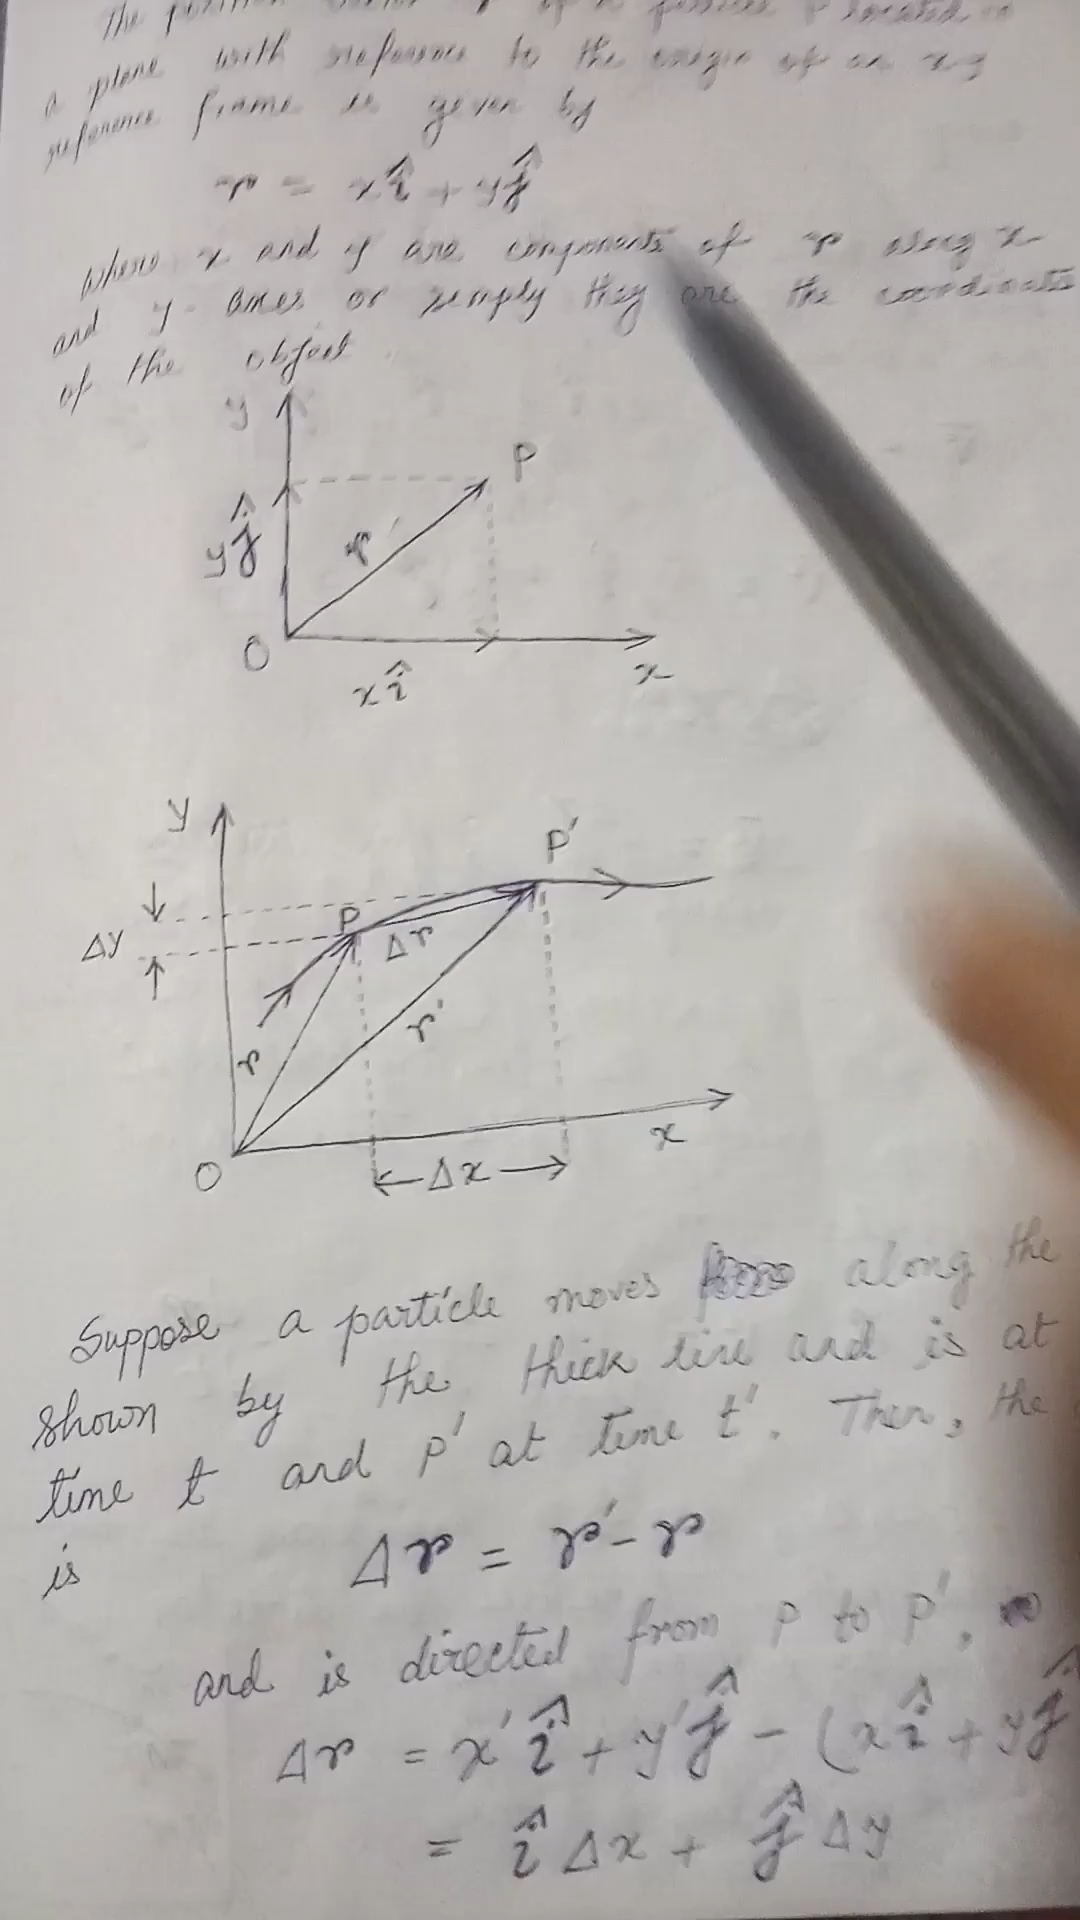 The position vector r of a particle P located in
a plane with reference to the origin of an x-y
reference frame is given by
r = xî + yĵ
where x and y are components of r along x-
and y- axes or simply they are the coordinates
of the object.
y
P
yĵ
r
O
xî
x
y
P'
P
Δy
Δr
r'
r
x
O
Δx
Suppose a particle moves along the
shown by the thick line and is at
time t and P' at time t'. Then, the
is
Δr = r' - r
and is directed from P to P'.
Δr = x'î + y'ĵ - (xî + yĵ
= îΔx + ĵΔy